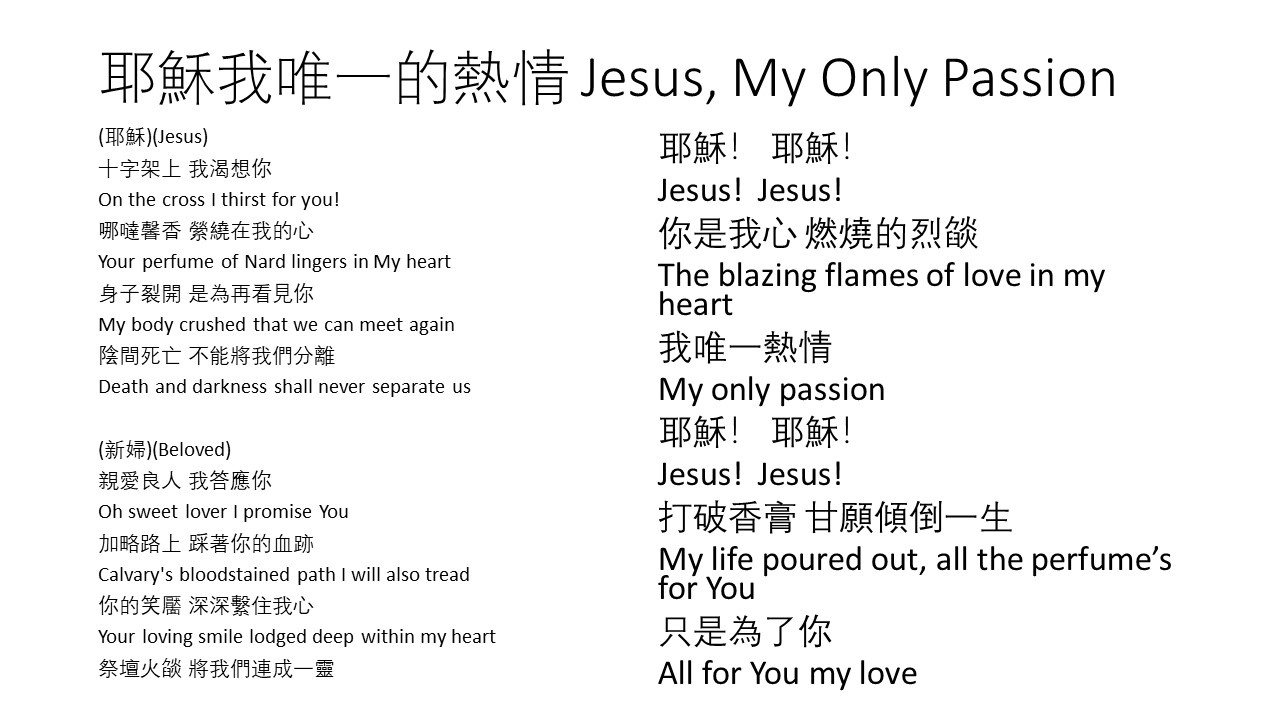 耶穌我唯一的熱情 Jesus, My Only Passion
(耶穌)(Jesus)
十字架上 我渴想你
On the cross I thirst for you!
哪噠馨香 縈繞在我的心
Your perfume of Nard lingers in My heart
身子裂開 是為再看見你
My body crushed that we can meet again
陰間死亡 不能將我們分離
Death and darkness shall never separate us
(新婦)(Beloved)
親愛良人 我答應你
Oh sweet lover I promise You
加略路上 踩著你的血跡
Calvary's bloodstained path I will also tread
你的笑靨 深深繫住我心
Your loving smile lodged deep within my heart
祭壇火燄 將我們連成一靈
耶穌！ 耶穌！
Jesus! Jesus!
你是我心 燃燒的烈燄
The blazing flames of love in my
heart
我唯一熱情
My only passion
耶穌！ 耶穌！
Jesus! Jesus!
打破香膏 甘願傾倒一生
My life poured out, all the perfume’s
for You
只是為了你
All for You my love